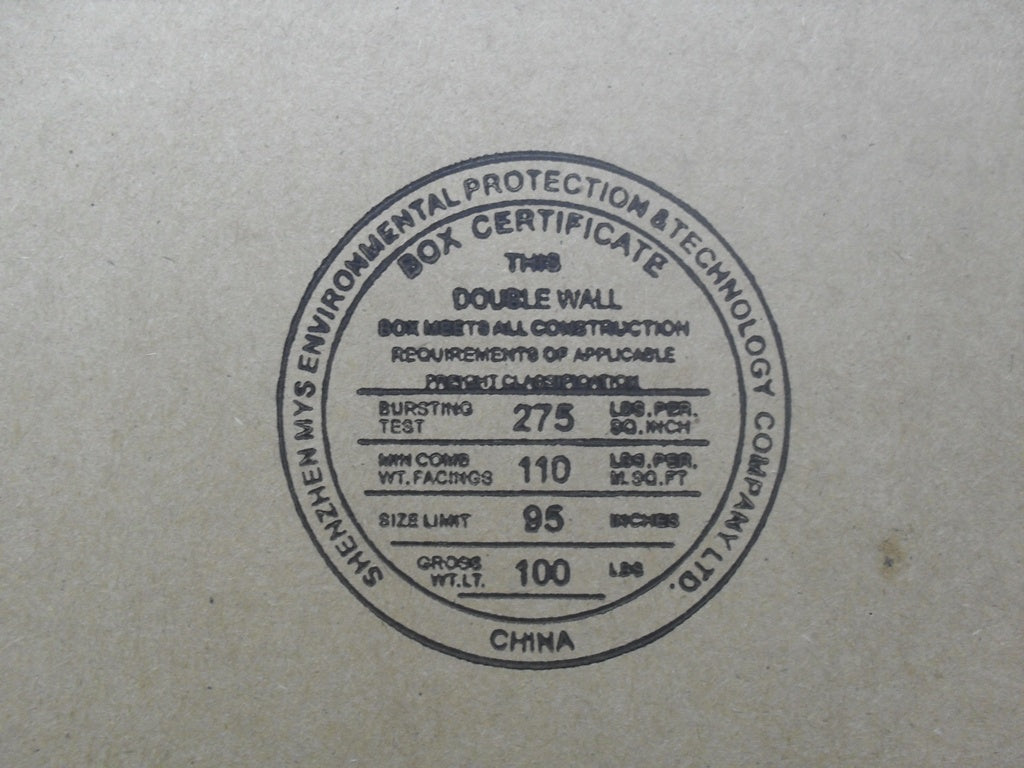 SHENZHEN MYS ENVIRONMENTAL PROTECTION & TECHNOLOGY COMPANY LTD.
BOX CERTIFICATE
THIS
DOUBLE WALL
BOX MEETS ALL CONSTRUCTION
REQUIREMENTS OF APPLICABLE
FREIGHT CLASSIFICATION
BURSTING TEST 275 LBS.PER. SQ.INCH
MIN COMB WT.FACINGS 110 LBS.PER. M.SQ.FT
SIZE LIMIT 95 INCHES
GROSS WT.LT. 100 LBS
CHINA